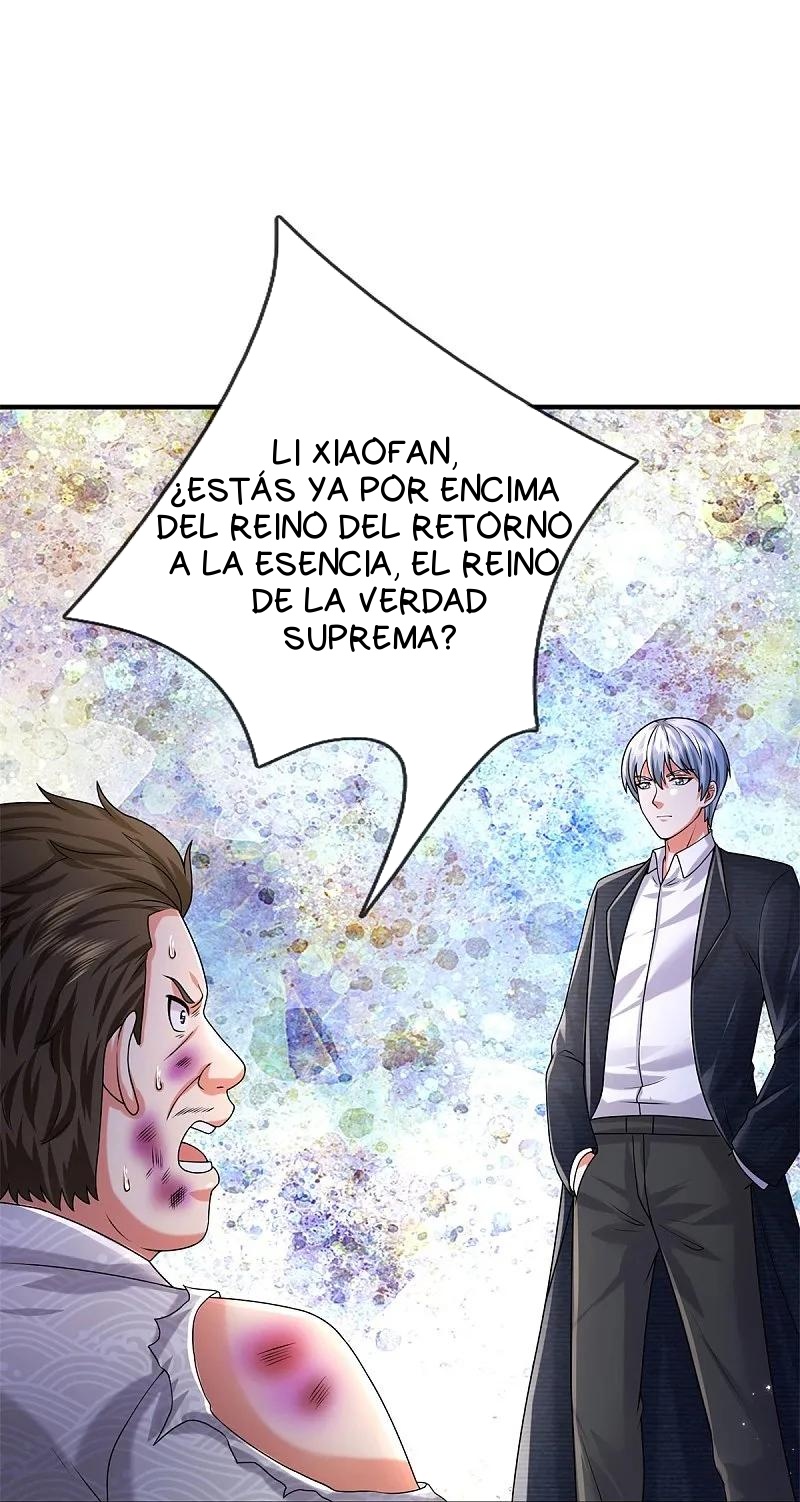 LI XIAOFAN,
¿ESTÁS YA POR ENCIMA
DEL REINO DEL RETORNO
A LA ESENCIA, EL REINO
DE LA VERDAD
SUPREMA?